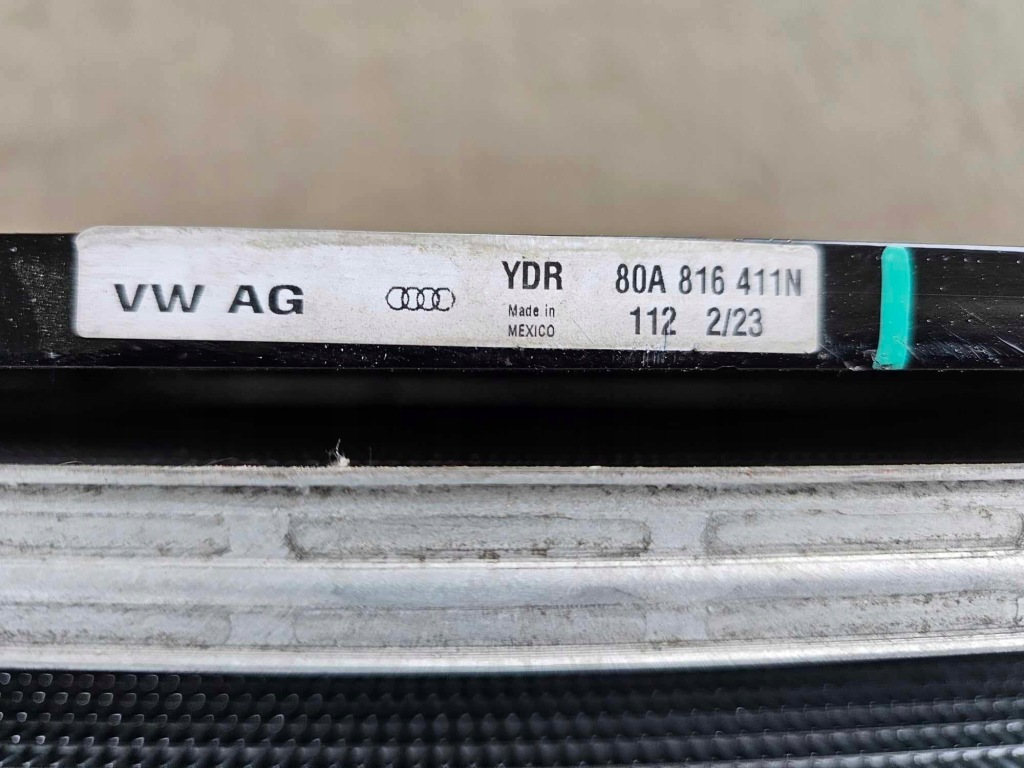 VW AG
YDR 80A 816 411N
Made in 112 2/23
MEXICO